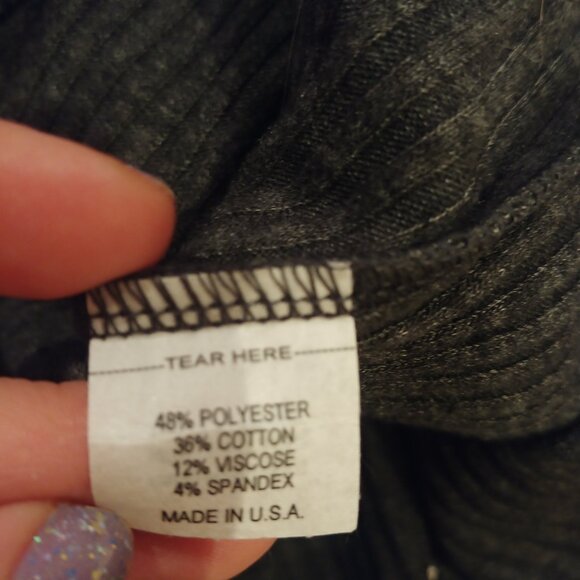 ----------TEAR HERE----------
48% POLYESTER
36% COTTON
12% VISCOSE
4% SPANDEX
MADE IN U.S.A.